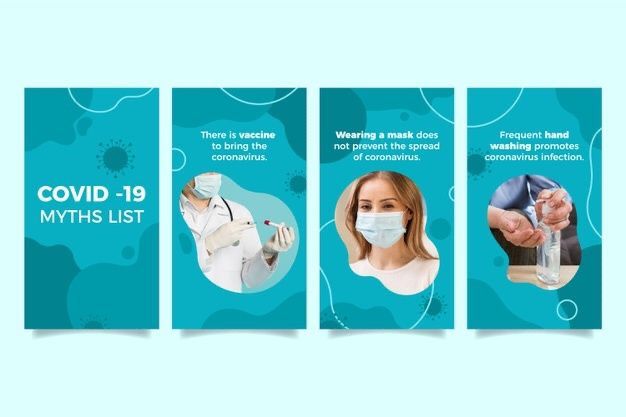 COVID -19
MYTHS LIST
There is vaccine
to bring the
coronavirus.
Wearing a mask does
not prevent the spread
of coronavirus.
Frequent hand
washing promotes
coronavirus infection.